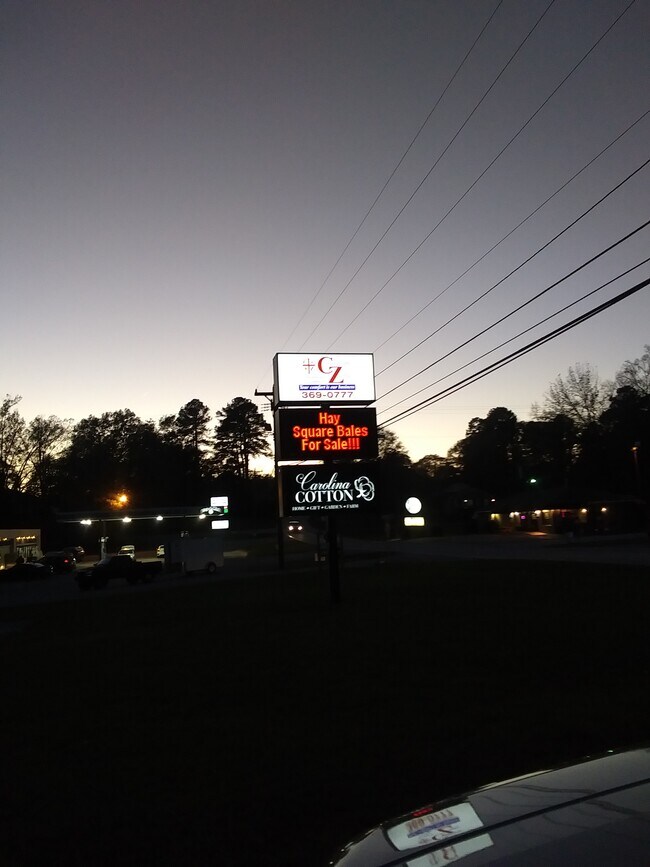 CZ
Your comfort is our business
369-0777
Hay
Square Bales
For Sale!!!
Carolina
COTTON
HOME • GIFT • GARDEN • FARM